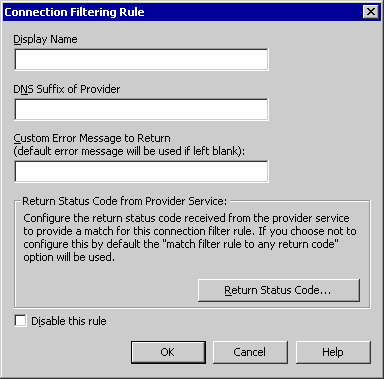 Connection Filtering Rule
Display Name
DNS Suffix of Provider
Custom Error Message to Return
(default error message will be used if left blank):
Return Status Code from Provider Service:
Configure the return status code received from the provider service
to provide a match for this connection filter rule. If you choose not to
configure this by default the "match filter rule to any return code"
option will be used.
Return Status Code...
Disable this rule
OK
Cancel
Help